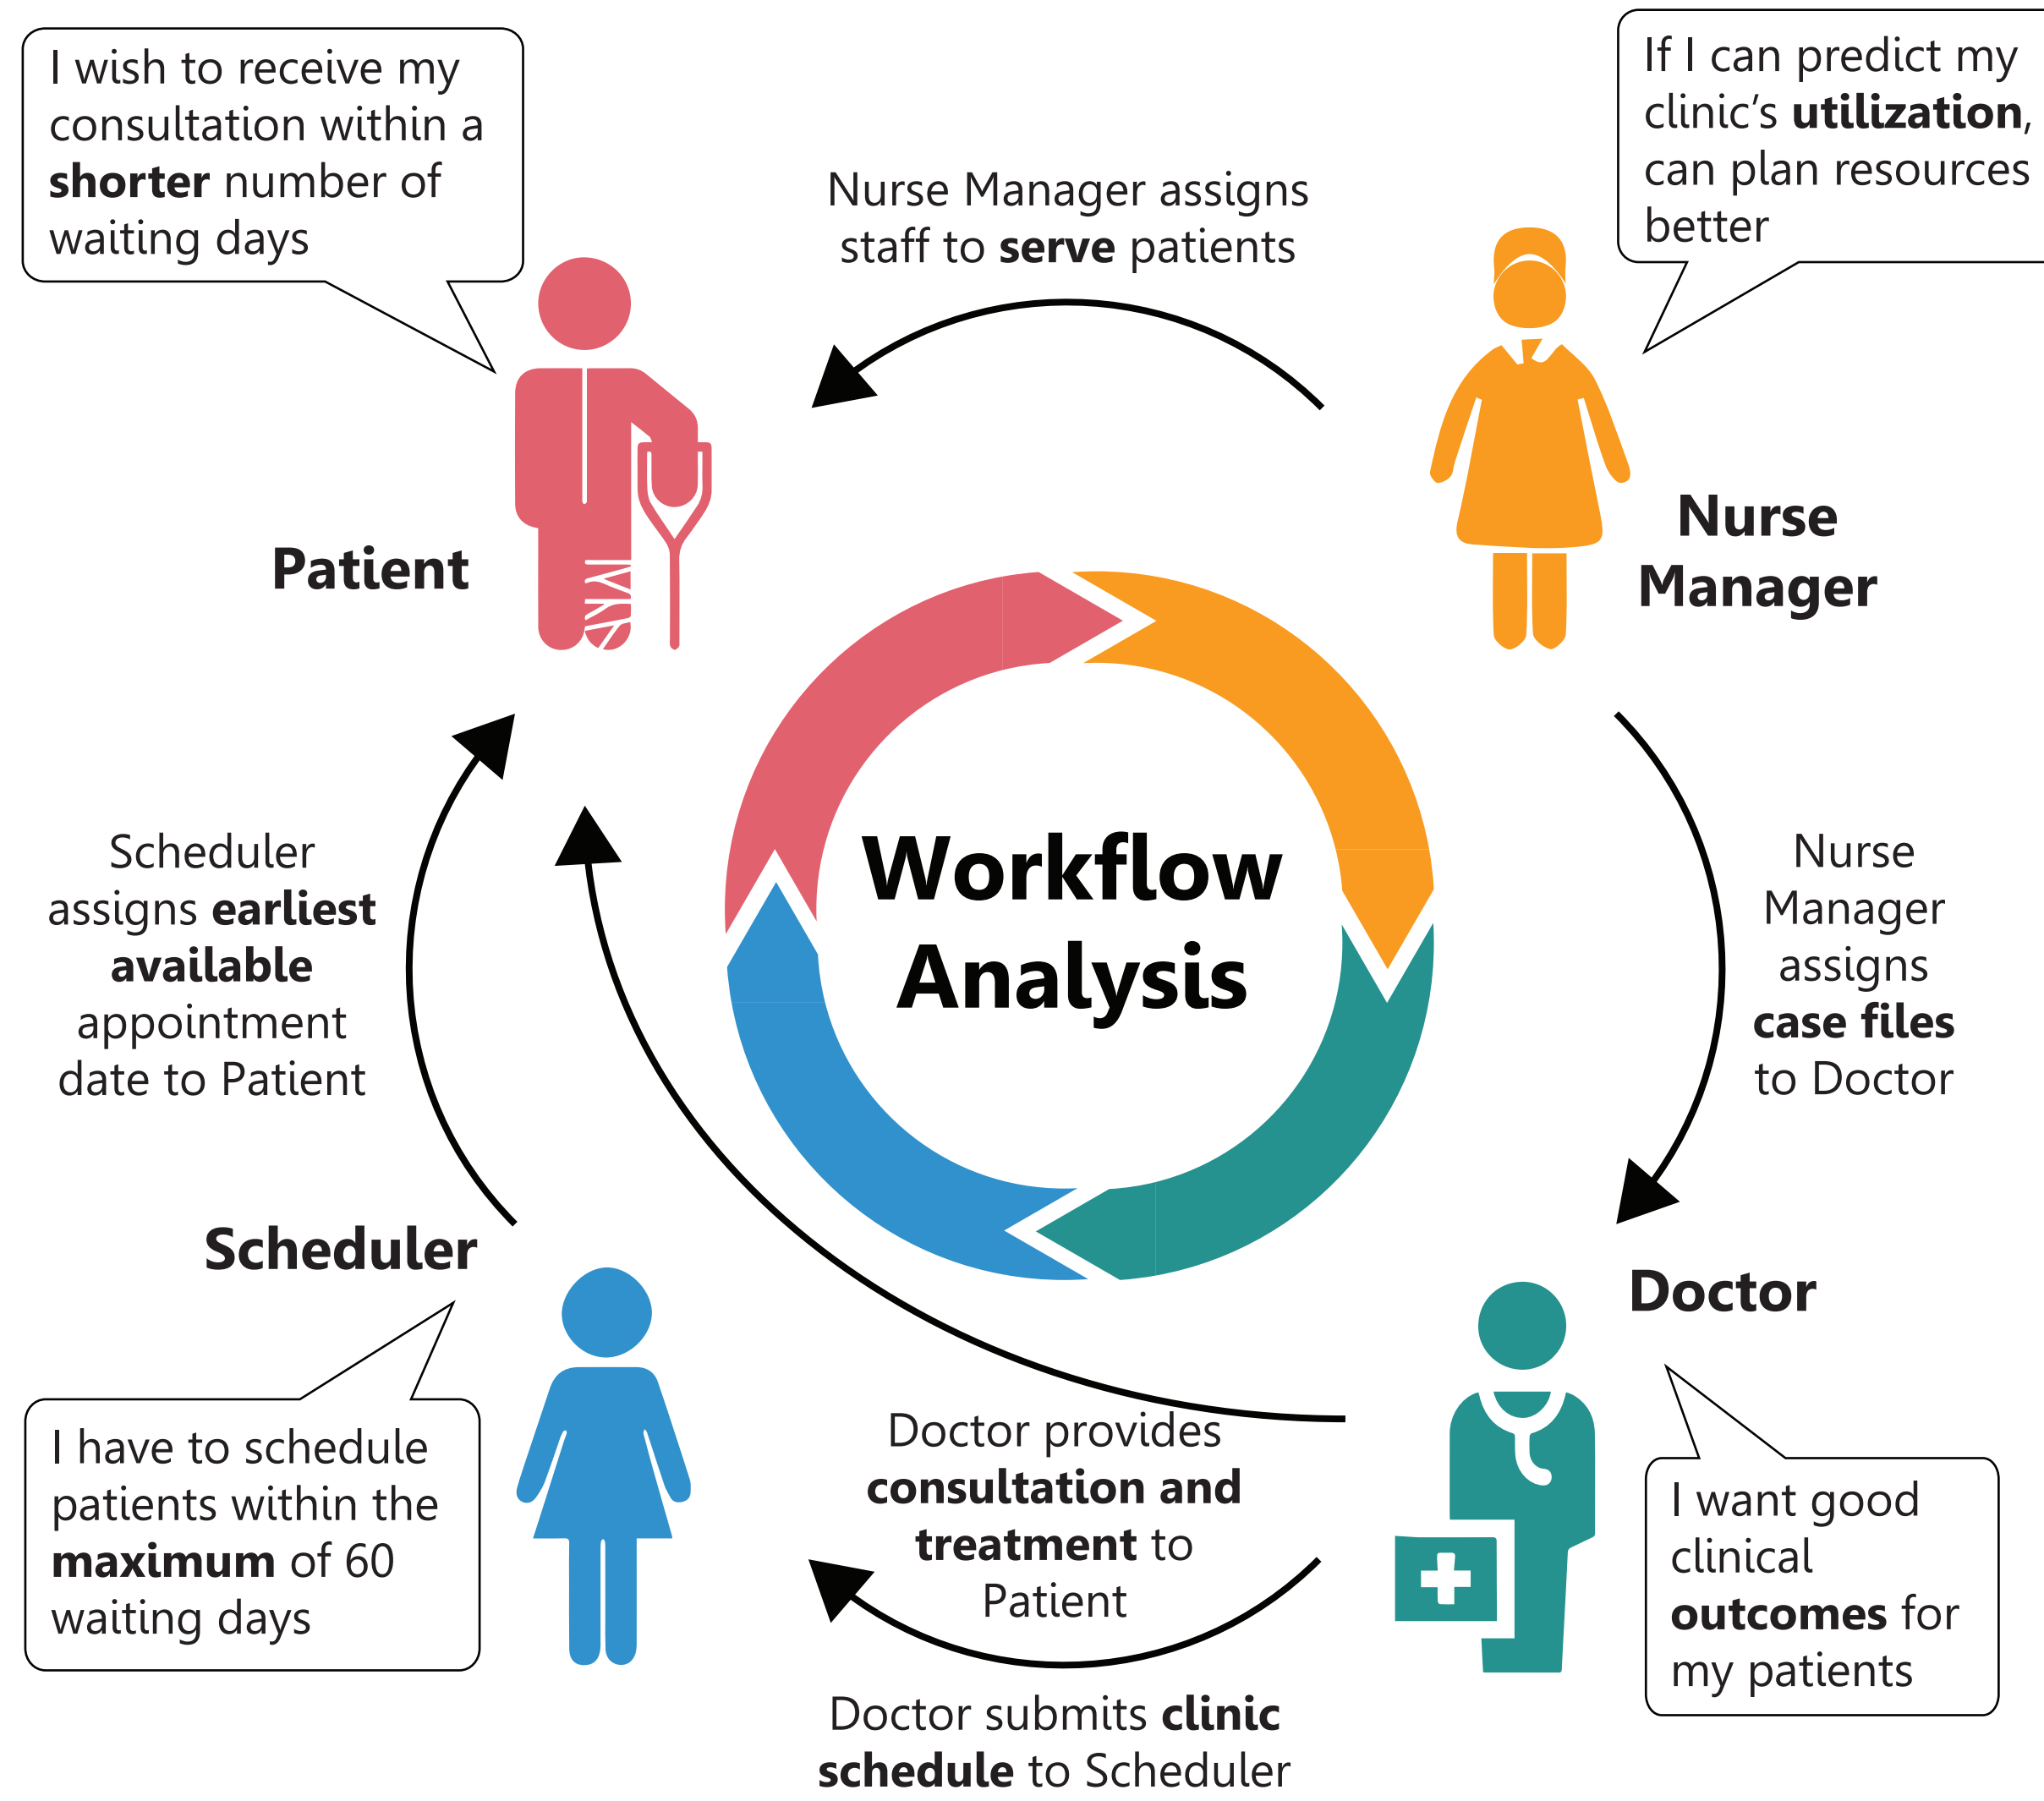 I wish to receive my
consultation within a
shorter number of
waiting days
If I can predict my
clinic's utilization,
can plan resources
better
Nurse Manager assigns
staff to serve patients
Patient
Nurse
Manager
Workflow
Analysis
Scheduler
assigns earliest
available
appointment
date to Patient
Nurse
Manager
assigns
case files
to Doctor
Scheduler
Doctor
I have to schedule
patients within the
maximum of 60
waiting days
Doctor provides
consultation and
treatment to
Patient
I want good
clinical
outcomes for
my patients
Doctor submits clinic
schedule to Scheduler